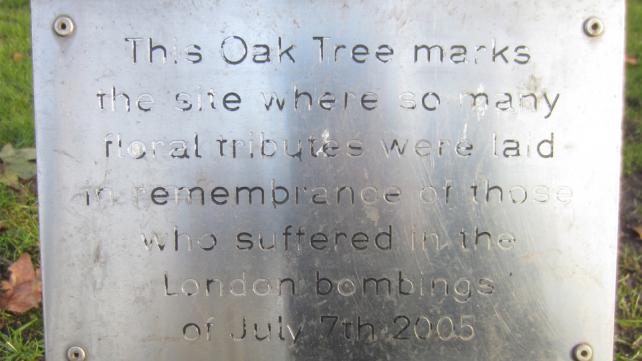 This Oak Tree marks
the site where so many
floral tributes were laid
in remembrance of those
who suffered in the
London bombings
of July 7th 2005